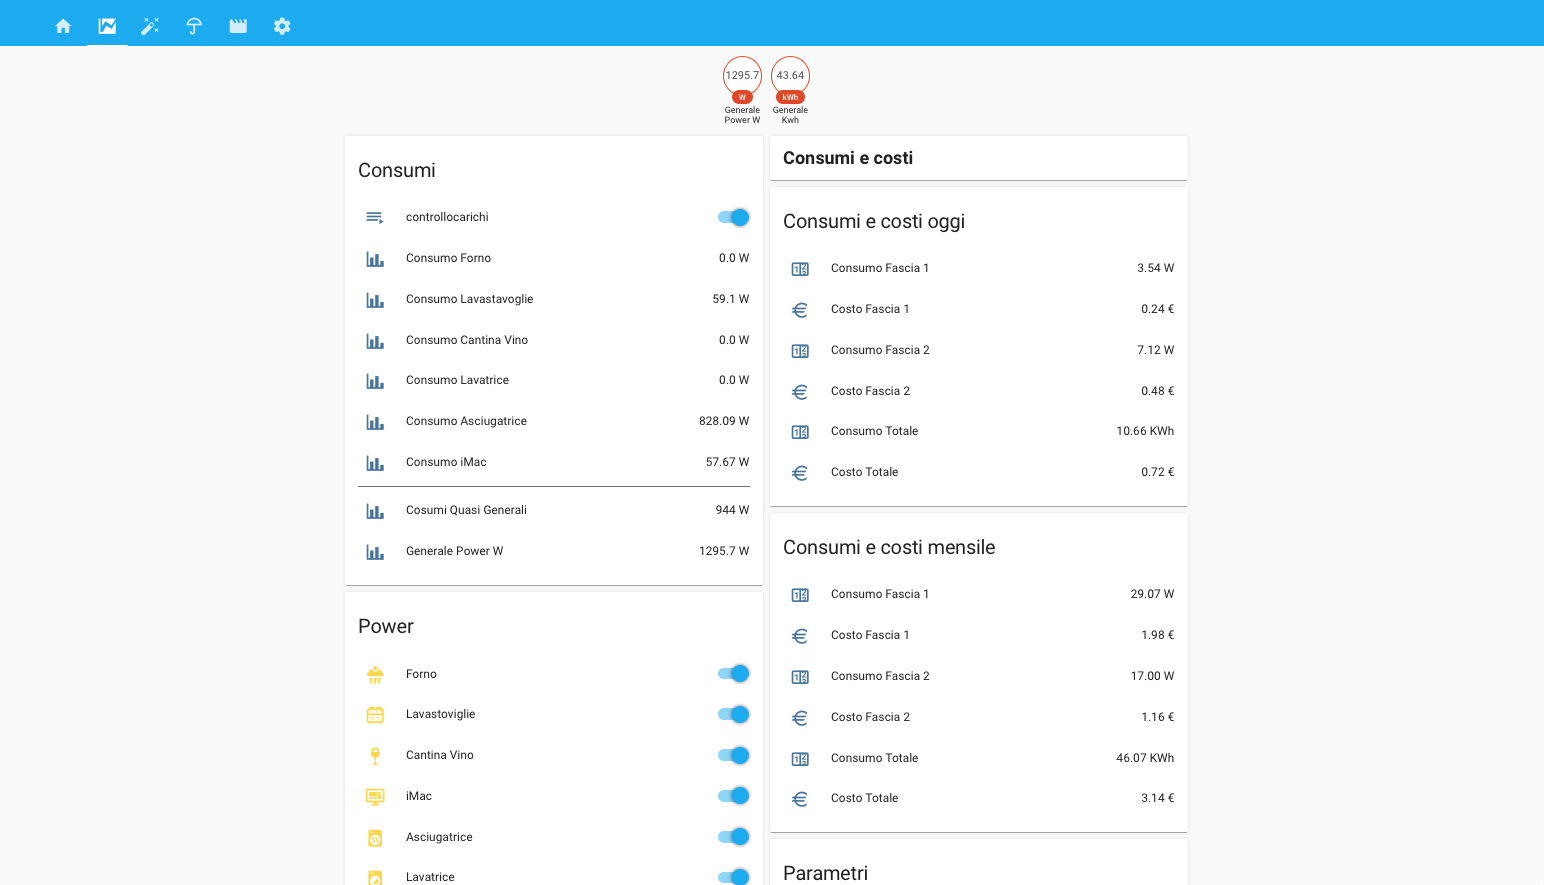 1295.7
W
Generale
Power W
43.64
kWh
Generale
Kwh
Consumi
controllocarichi
Consumo Forno 0.0 W
Consumo Lavastavoglie 59.1 W
Consumo Cantina Vino 0.0 W
Consumo Lavatrice 0.0 W
Consumo Asciugatrice 828.09 W
Consumo iMac 57.67 W
Cosumi Quasi Generali 944 W
Generale Power W 1295.7 W
Power
Forno
Lavastoviglie
Cantina Vino
iMac
Asciugatrice
Lavatrice
Consumi e costi
Consumi e costi oggi
Consumo Fascia 1 3.54 W
Costo Fascia 1 0.24 €
Consumo Fascia 2 7.12 W
Costo Fascia 2 0.48 €
Consumo Totale 10.66 KWh
Costo Totale 0.72 €
Consumi e costi mensile
Consumo Fascia 1 29.07 W
Costo Fascia 1 1.98 €
Consumo Fascia 2 17.00 W
Costo Fascia 2 1.16 €
Consumo Totale 46.07 KWh
Costo Totale 3.14 €
Parametri